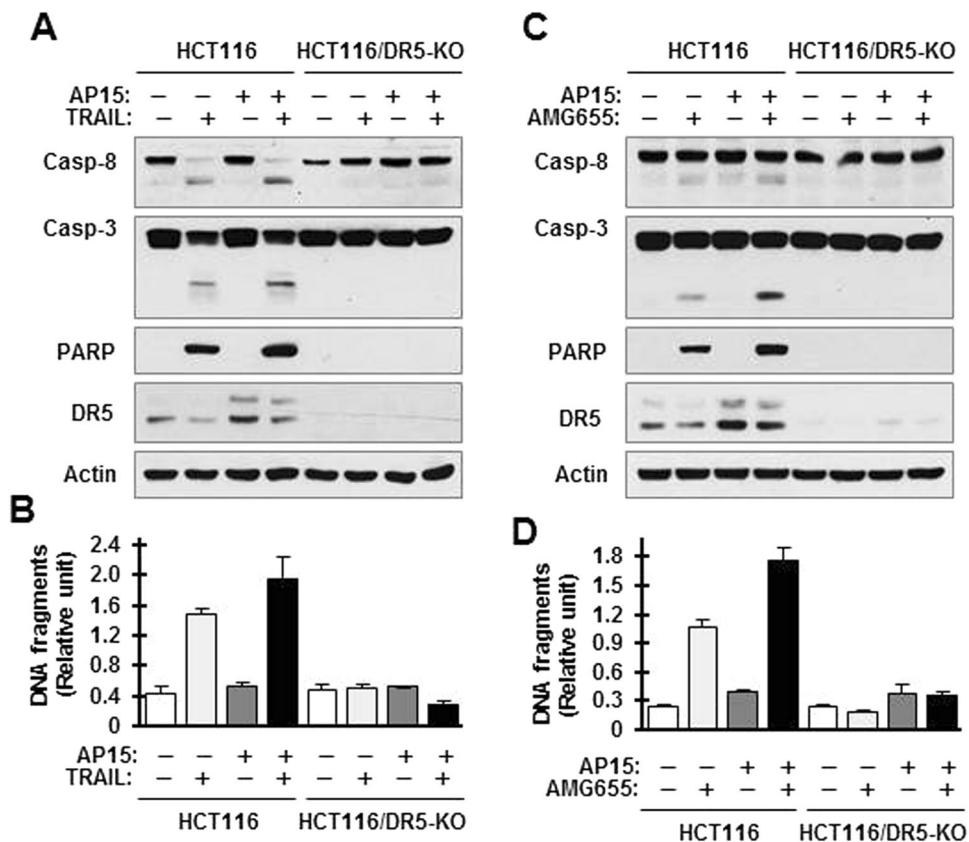 A
HCT116 HCT116/DR5-KO
AP15: – – + + – – + +
TRAIL: – + – + – + – +
Casp-8
Casp-3
PARP
DR5
Actin
B
DNA fragments
(Relative unit)
2.4
2.0
1.6
1.2
0.8
0.4
0
AP15: – – + + – – + +
TRAIL: – + – + – + – +
HCT116 HCT116/DR5-KO
C
HCT116 HCT116/DR5-KO
AP15: – – + + – – + +
AMG655: – + – + – + – +
Casp-8
Casp-3
PARP
DR5
Actin
D
DNA fragments
(Relative unit)
1.8
1.5
1.2
0.9
0.6
0.3
0
AP15: – – + + – – + +
AMG655: – + – + – + – +
HCT116 HCT116/DR5-KO